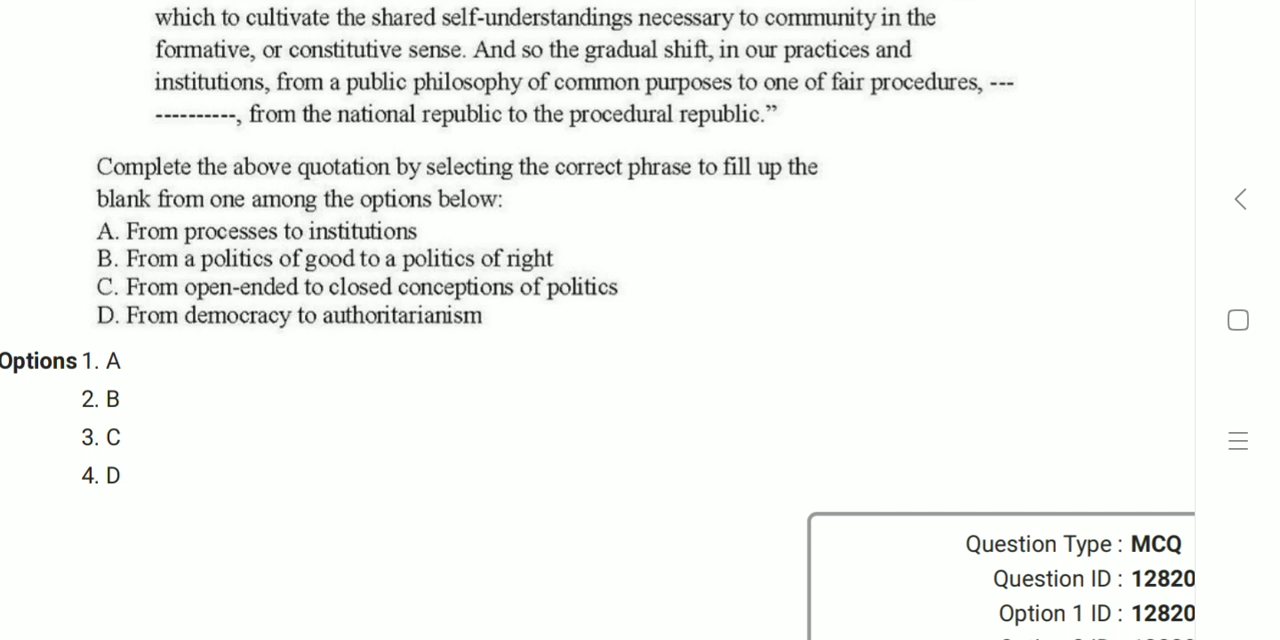 which to cultivate the shared self-understandings necessary to community in the
formative, or constitutive sense. And so the gradual shift, in our practices and
institutions, from a public philosophy of common purposes to one of fair procedures, ---
----------, from the national republic to the procedural republic.”
Complete the above quotation by selecting the correct phrase to fill up the
blank from one among the options below:
A. From processes to institutions
B. From a politics of good to a politics of right
C. From open-ended to closed conceptions of politics
D. From democracy to authoritarianism
Options 1. A
2. B
3. C
4. D
Question Type : MCQ
Question ID : 12820
Option 1 ID : 12820